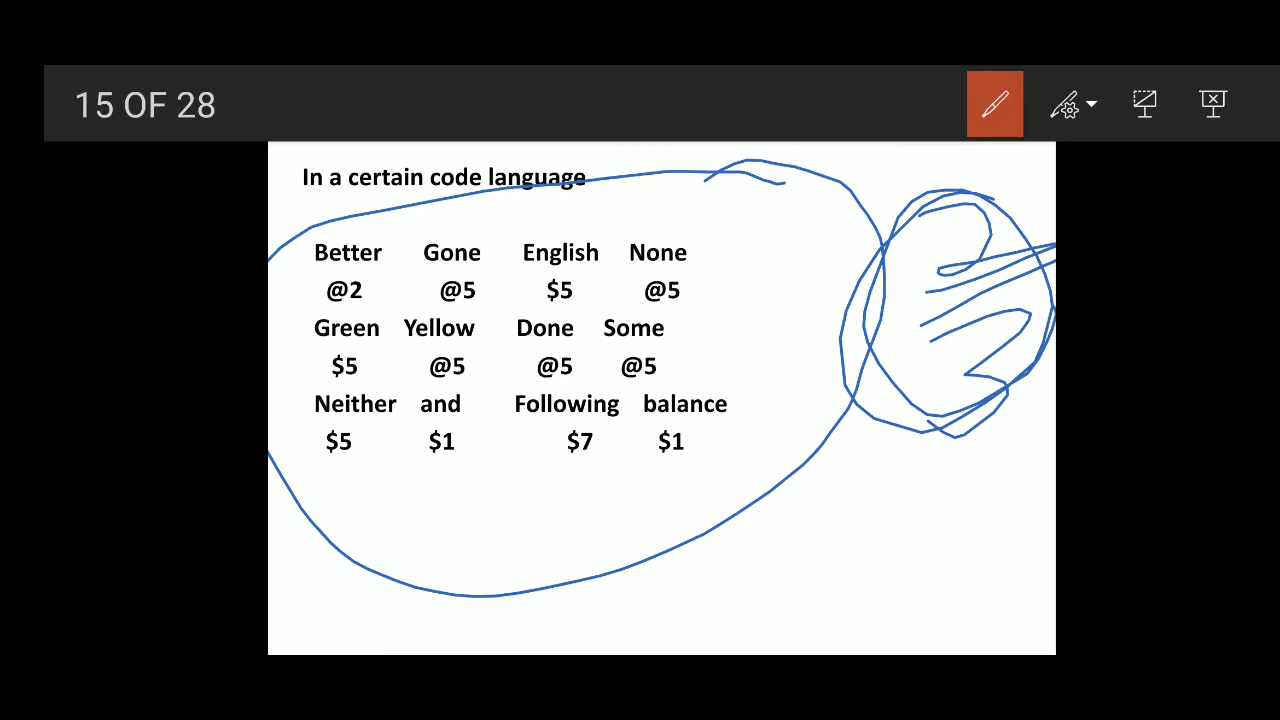 15 OF 28
In a certain code language
Better Gone English None
@2 @5 $5 @5
Green Yellow Done Some
$5 @5 @5 @5
Neither and Following balance
$5 $1 $7 $1